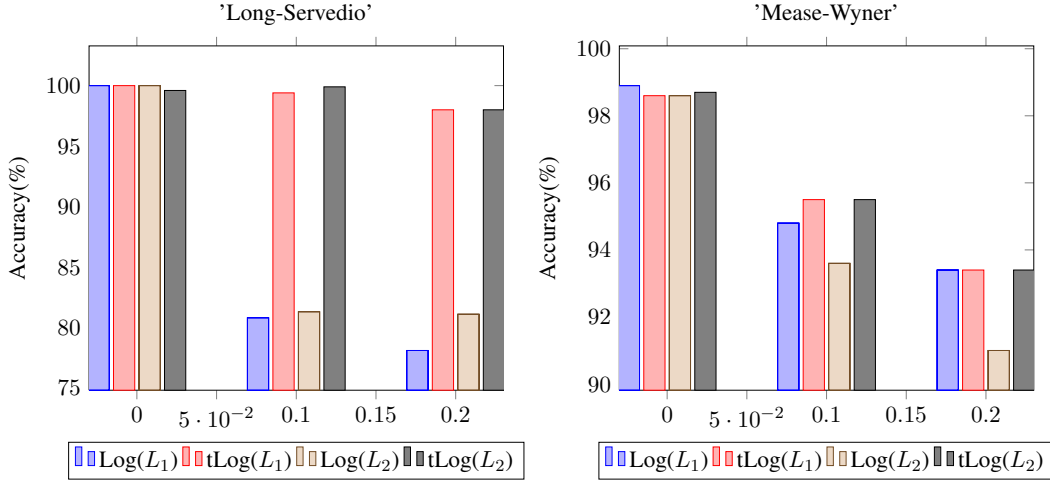 ’Long-Servedio’
Accuracy(%)
100
95
90
85
80
75
0
5 · 10⁻²
0.1
0.15
0.2
Log(L₁) tLog(L₁) Log(L₂) tLog(L₂)
’Mease-Wyner’
Accuracy(%)
100
98
96
94
92
90
0
5 · 10⁻²
0.1
0.15
0.2
Log(L₁) tLog(L₁) Log(L₂) tLog(L₂)